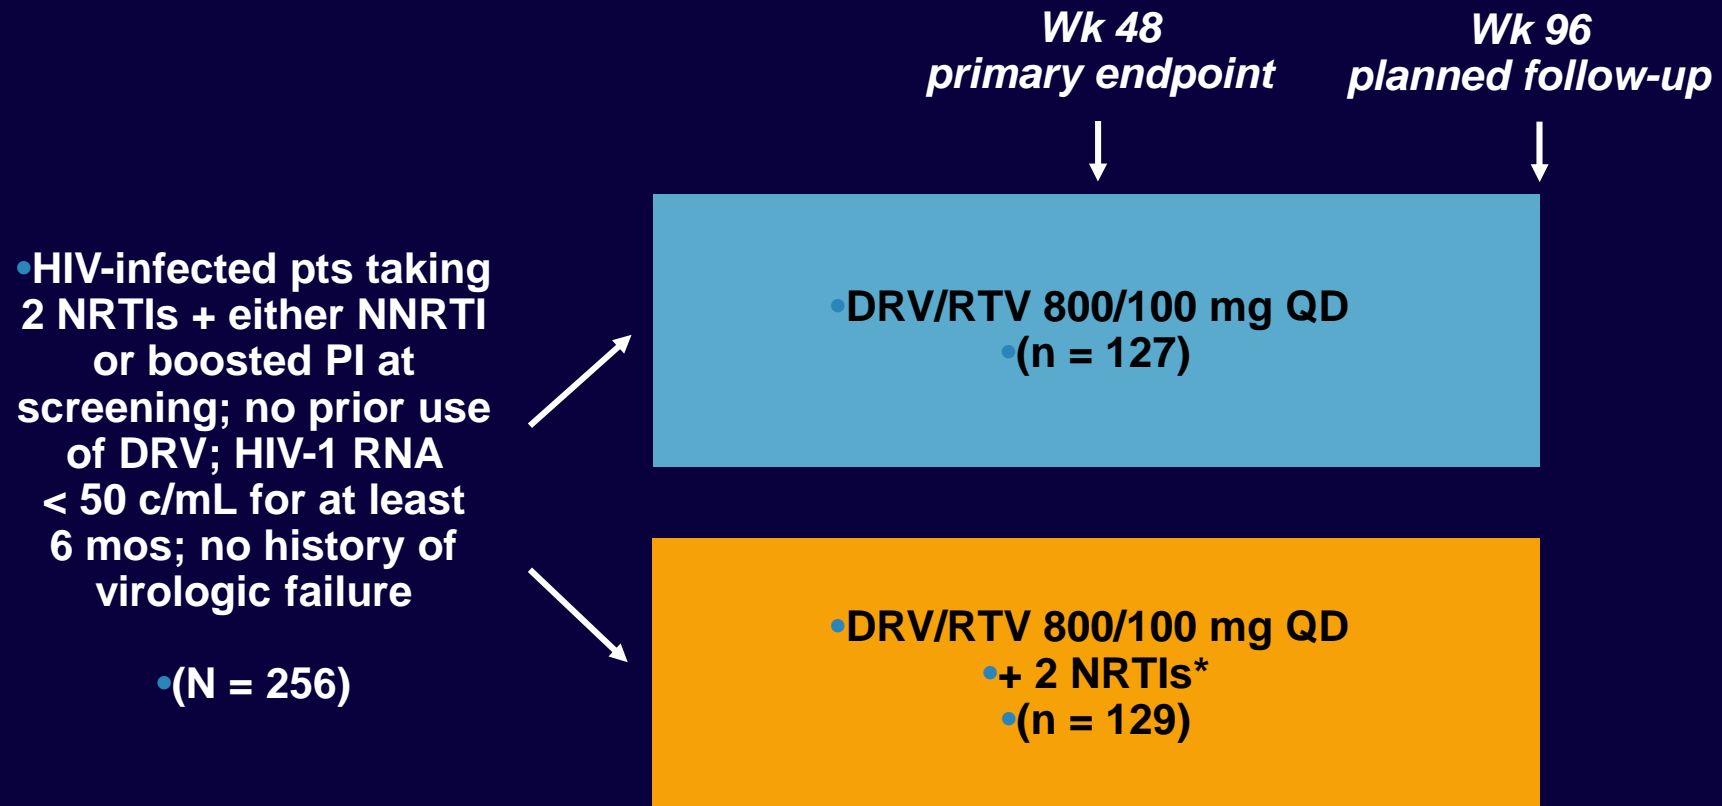 Wk 48
primary endpoint
Wk 96
planned follow-up
•HIV-infected pts taking
2 NRTIs + either NNRTI
or boosted PI at
screening; no prior use
of DRV; HIV-1 RNA
< 50 c/mL for at least
6 mos; no history of
virologic failure
•(N = 256)
•DRV/RTV 800/100 mg QD
•(n = 127)
•DRV/RTV 800/100 mg QD
•+ 2 NRTIs*
•(n = 129)